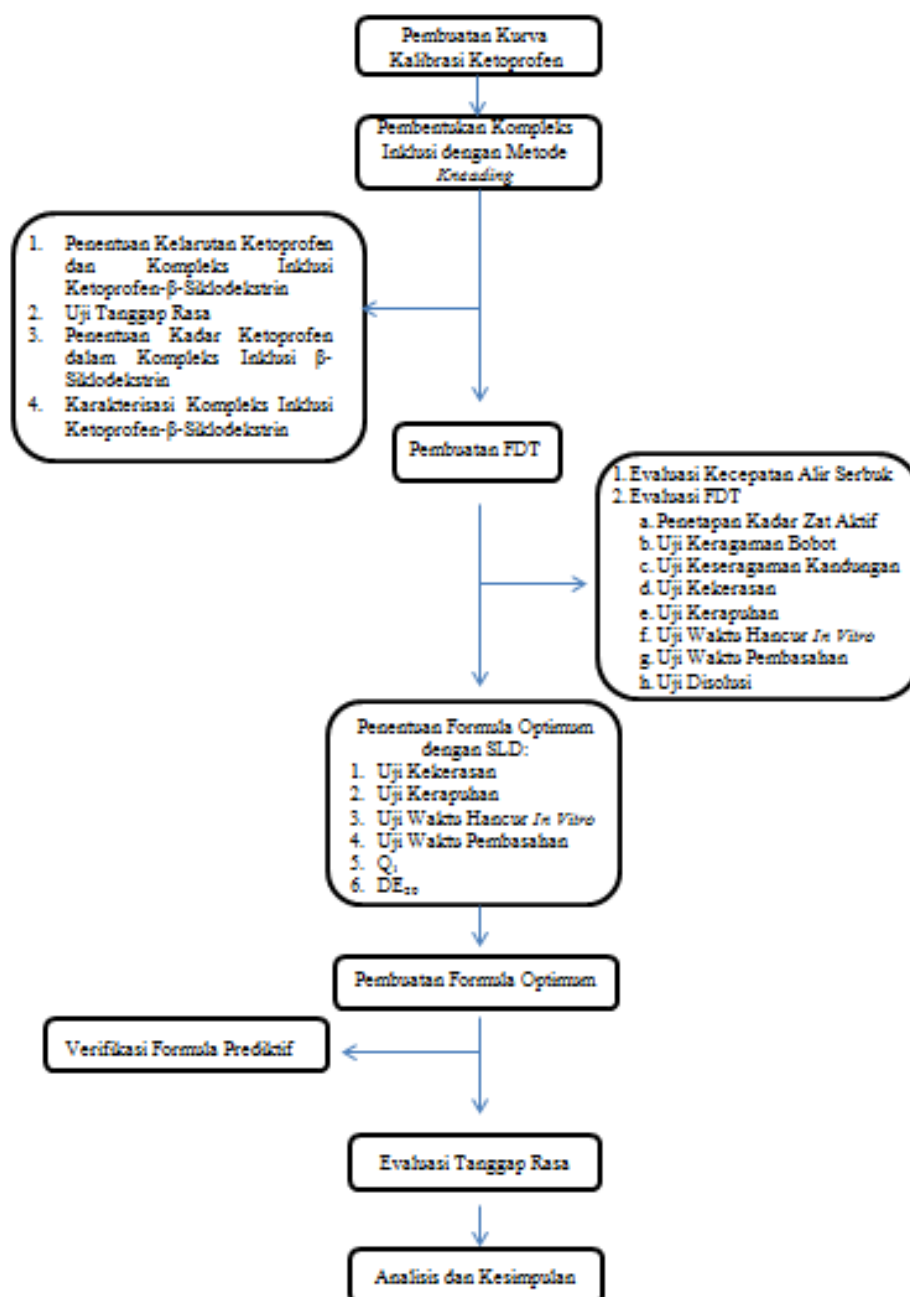 Pembuatan Kurva
Kalibrasi Ketoprofen
Pembentukan Kompleks
Inklusi dengan Metode
Kneading
1. Penentuan Kelarutan Ketoprofen
dan Kompleks Inklusi
Ketoprofen-β-Siklodekstrin
2. Uji Tanggap Rasa
3. Penentuan Kadar Ketoprofen
dalam Kompleks Inklusi β-
Siklodekstrin
4. Karakterisasi Kompleks Inklusi
Ketoprofen-β-Siklodekstrin
Pembuatan FDT
1. Evaluasi Kecepatan Alir Serbuk
2. Evaluasi FDT
a. Penetapan Kadar Zat Aktif
b. Uji Keragaman Bobot
c. Uji Keseragaman Kandungan
d. Uji Kekerasan
e. Uji Kerapuhan
f. Uji Waktu Hancur In Vitro
g. Uji Waktu Pembasahan
h. Uji Disolusi
Penentuan Formula Optimum
dengan SLD:
1. Uji Kekerasan
2. Uji Kerapuhan
3. Uji Waktu Hancur In Vitro
4. Uji Waktu Pembasahan
5.
6.
Pembuatan Formula Optimum
Verifikasi Formula Prediktif
Evaluasi Tanggap Rasa
Analisis dan Kesimpulan